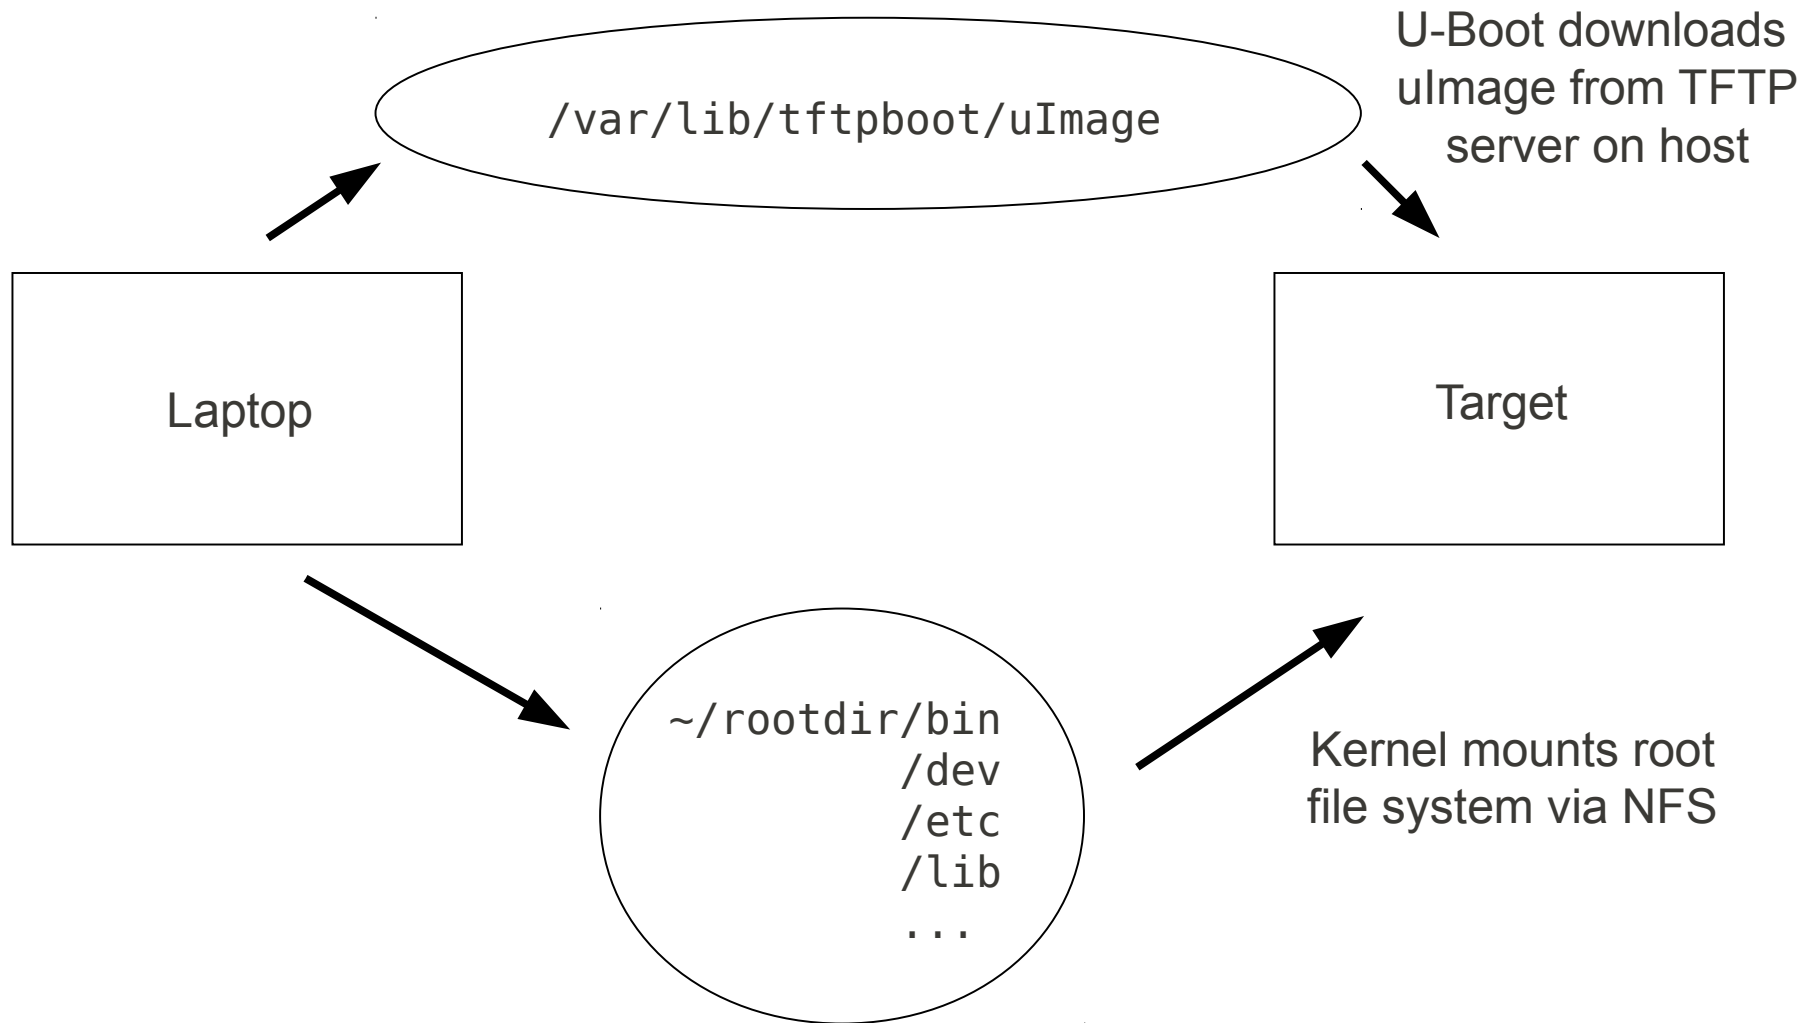 U-Boot downloads
uImage from TFTP
server on host
/var/lib/tftpboot/uImage
Laptop
Target
~/rootdir/bin
/dev
/etc
/lib
...
Kernel mounts root
file system via NFS